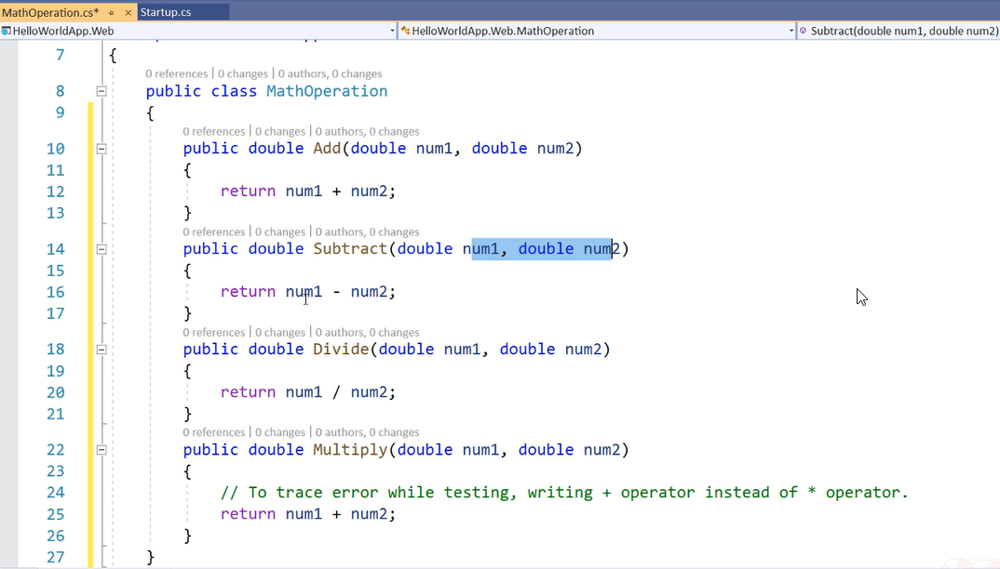 MathOperation.cs* Startup.cs
HelloWorldApp.Web HelloWorldApp.Web.MathOperation Subtract(double num1, double num2)
7 {
0 references | 0 changes | 0 authors, 0 changes
8 public class MathOperation
9 {
0 references | 0 changes | 0 authors, 0 changes
10 public double Add(double num1, double num2)
11 {
12 return num1 + num2;
13 }
0 references | 0 changes | 0 authors, 0 changes
14 public double Subtract(double num1, double num2)
15 {
16 return num1 - num2;
17 }
0 references | 0 changes | 0 authors, 0 changes
18 public double Divide(double num1, double num2)
19 {
20 return num1 / num2;
21 }
0 references | 0 changes | 0 authors, 0 changes
22 public double Multiply(double num1, double num2)
23 {
24 // To trace error while testing, writing + operator instead of * operator.
25 return num1 + num2;
26 }
27 }